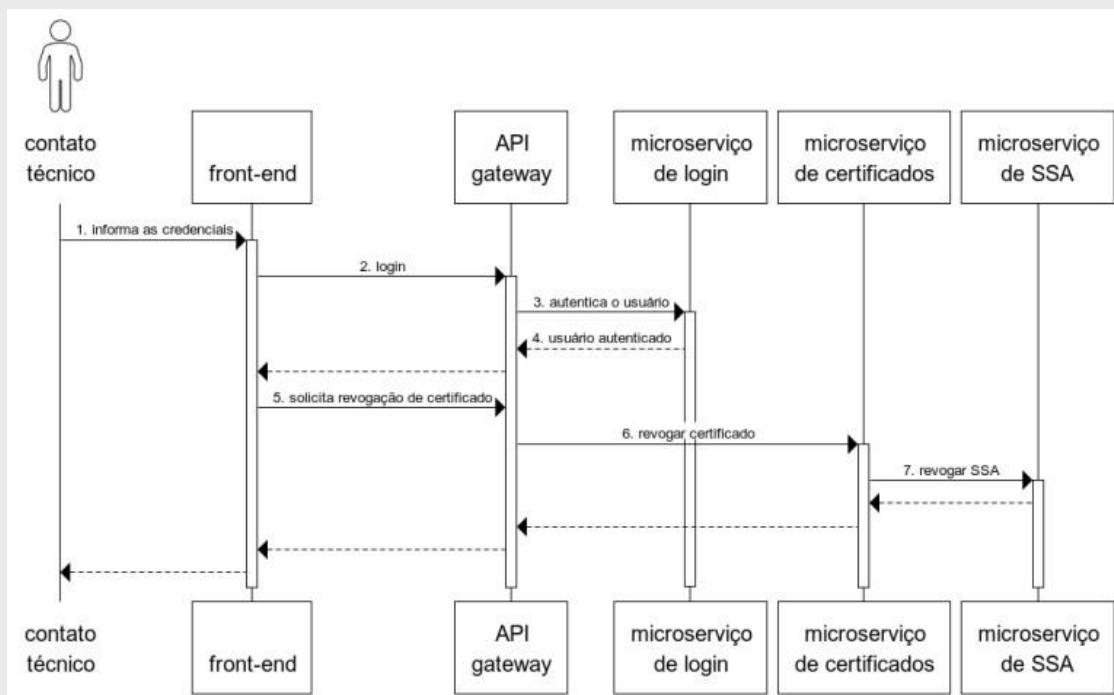 contato
técnico
front-end
API
gateway
microserviço
de login
microserviço
de certificados
microserviço
de SSA
1. informa as credenciais
2. login
3. autentica o usuário
4. usuário autenticado
5. solicita revogação de certificado
6. revogar certificado
7. revogar SSA
contato
técnico
front-end
API
gateway
microserviço
de login
microserviço
de certificados
microserviço
de SSA